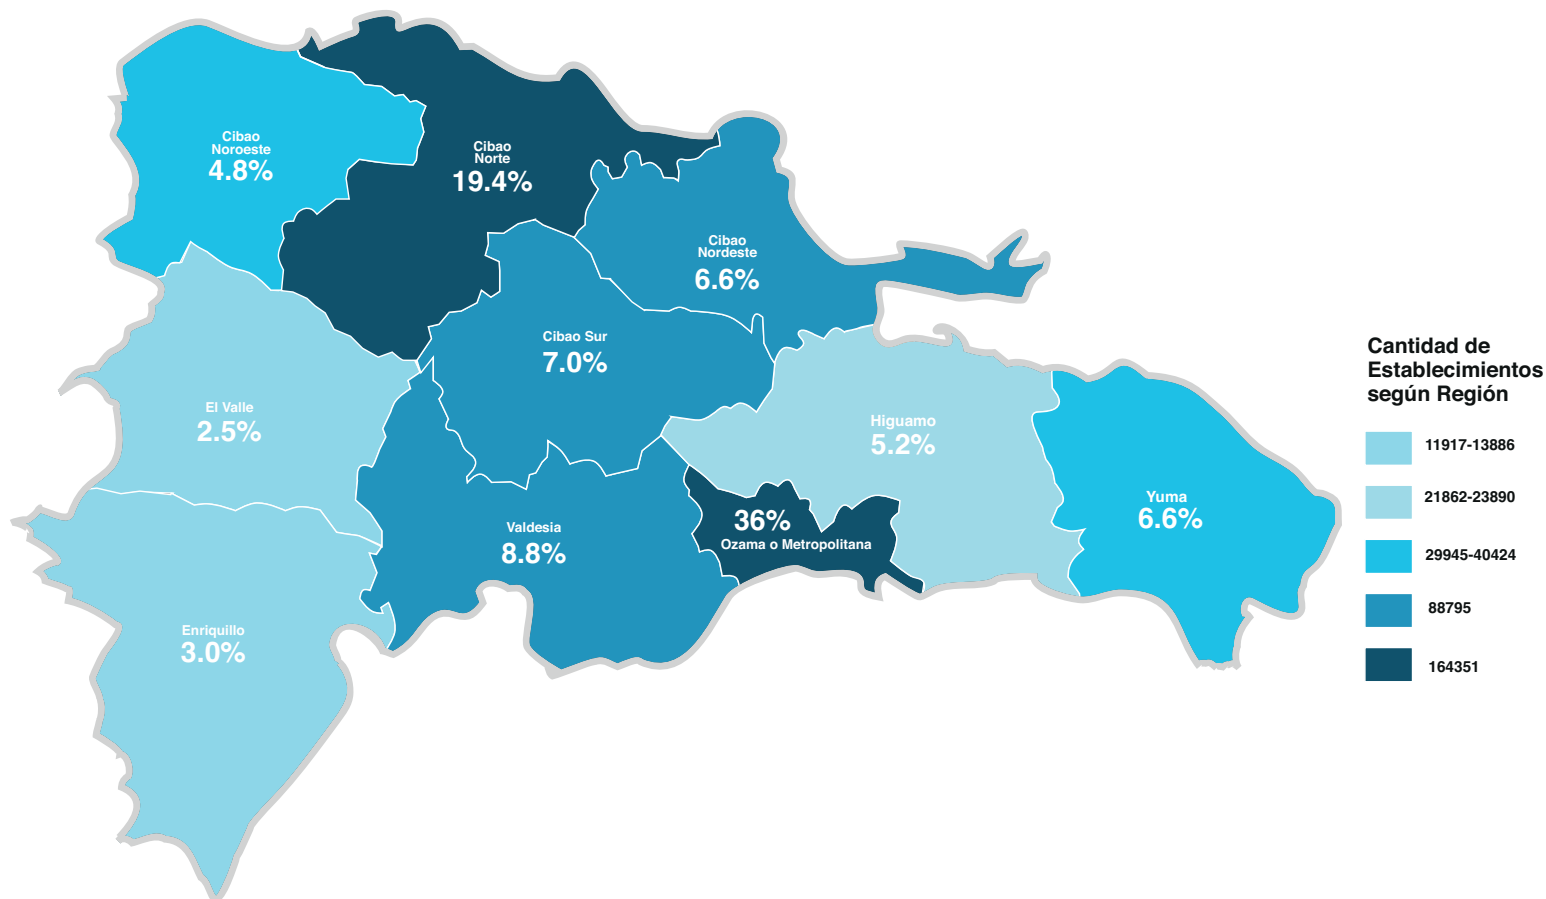 Cibao
Noroeste
4.8%
Cibao
Norte
19.4%
Cibao
Nordeste
6.6%
Cibao Sur
7.0%
El Valle
2.5%
Higuamo
5.2%
Yuma
6.6%
Valdesia
8.8%
36%
Ozama o Metropolitana
Enriquillo
3.0%
Cantidad de
Establecimientos
según Región
11917-13886
21862-23890
29945-40424
88795
164351